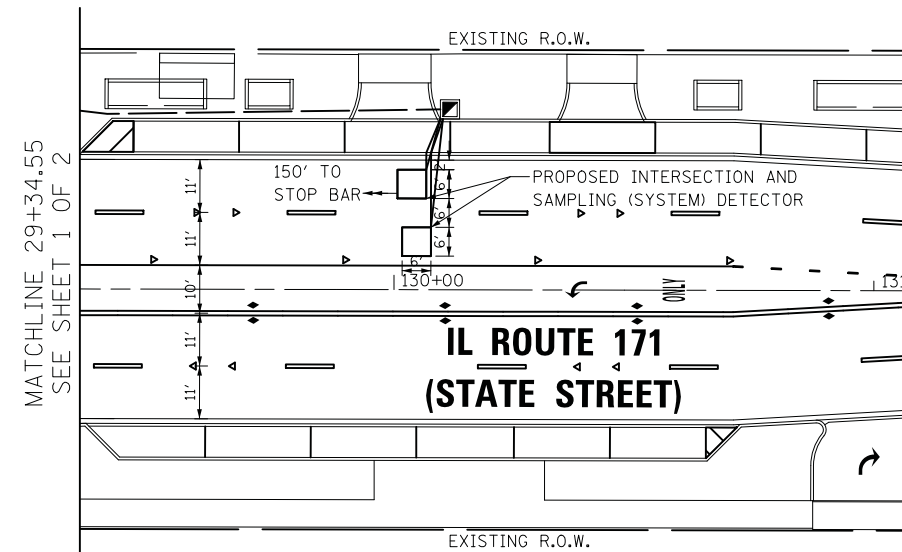 EXISTING R.O.W.
MATCHLINE 29+34.55
SEE SHEET 1 OF 2
150' TO
STOP BAR
PROPOSED INTERSECTION AND
SAMPLING (SYSTEM) DETECTOR
11'
11'
10'
11'
11'
6'
6'
6'
6'
130+00
ONLY
IL ROUTE 171
(STATE STREET)
EXISTING R.O.W.